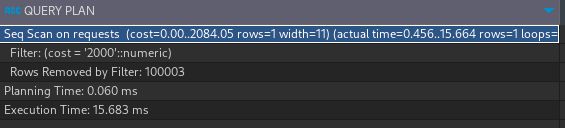 ABC QUERY PLAN
Seq Scan on requests (cost=0.00..2084.05 rows=1 width=11) (actual time=0.456..15.664 rows=1 loops=
Filter: (cost = '2000'::numeric)
Rows Removed by Filter: 100003
Planning Time: 0.060 ms
Execution Time: 15.683 ms